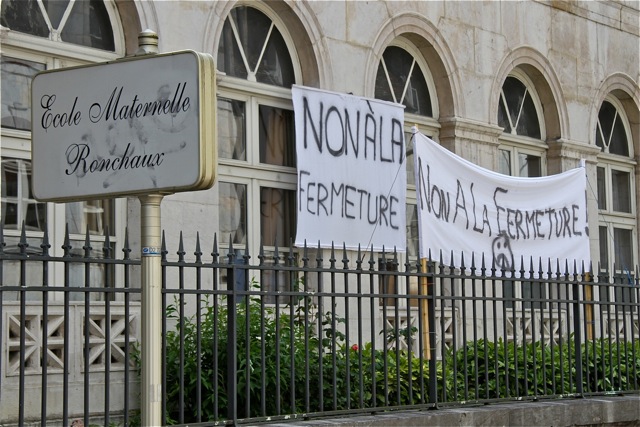 Ecole Maternelle
Ronchaux
NON À LA
FERMETURE
NON A LA FERMETURE!